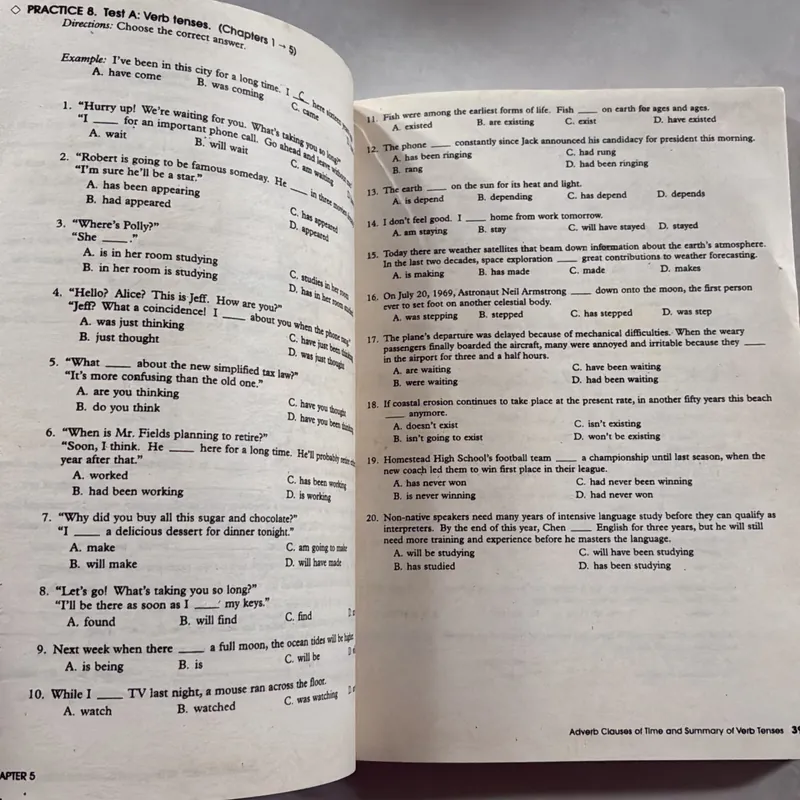 ◇ PRACTICE 8. Test A: Verb tenses. (Chapters 1 → 5)
Directions: Choose the correct answer.
Example: I've been in this city for a long time. I C here sixteen
A. have come B. was coming C. came
1. "Hurry up! We're waiting for you. What's taking you so long?"
"I ____ for an important phone call. Go ahead and leave without me."
A. wait B. will wait C. am waiting
2. "Robert is going to be famous someday. He ____ in three movies
"I'm sure he'll be a star."
A. has been appearing C. has appeared
B. had appeared D. appeared
3. "Where's Polly?"
"She ____."
A. is in her room studying C. studies in her room
B. in her room is studying D. has in her room
4. "Hello? Alice? This is Jeff. How are you?"
"Jeff? What a coincidence! I ____ about you when the phone rang."
A. was just thinking C. have just been thinking
B. just thought D. was just thought
5. "What ____ about the new simplified tax law?"
"It's more confusing than the old one."
A. are you thinking C. have you thought
B. do you think D. have you been thinking
6. "When is Mr. Fields planning to retire?"
"Soon, I think. He ____ here for a long time. He'll probably retire
year after that."
A. worked C. has been working
B. had been working D. is working
7. "Why did you buy all this sugar and chocolate?"
"I ____ a delicious dessert for dinner tonight."
A. make C. am going to make
B. will make D. will have made
8. "Let's go! What's taking you so long?"
"I'll be there as soon as I ____ my keys."
A. found B. will find C. find
9. Next week when there ____ a full moon, the ocean tides will be higher
A. is being B. is C. will be
10. While I ____ TV last night, a mouse ran across the floor.
A. watch B. watched C. was watching
APTER 5
11. Fish were among the earliest forms of life. Fish ____ on earth for ages and ages.
A. existed B. are existing C. exist D. have existed
12. The phone ____ constantly since Jack announced his candidacy for president this morning.
A. has been ringing C. had rung
B. rang D. had been ringing
13. The earth ____ on the sun for its heat and light.
A. is depend B. depending C. has depend D. depends
14. I don't feel good. I ____ home from work tomorrow.
A. am staying B. stay C. will have stayed D. stayed
15. Today there are weather satellites that beam down information about the earth's atmosphere.
In the last two decades, space exploration ____ great contributions to weather forecasting.
A. is making B. has made C. made D. makes
16. On July 20, 1969, Astronaut Neil Armstrong ____ down onto the moon, the first person
ever to set foot on another celestial body.
A. was stepping B. stepped C. has stepped D. was step
17. The plane's departure was delayed because of mechanical difficulties. When the weary
passengers finally boarded the aircraft, many were annoyed and irritable because they ____
in the airport for three and a half hours.
A. are waiting C. have been waiting
B. were waiting D. had been waiting
18. If coastal erosion continues to take place at the present rate, in another fifty years this beach
____ anymore.
A. doesn't exist C. isn't existing
B. isn't going to exist D. won't be existing
19. Homestead High School's football team ____ a championship until last season, when the
new coach led them to win first place in their league.
A. has never won C. had never been winning
B. is never winning D. had never won
20. Non-native speakers need many years of intensive language study before they can qualify as
interpreters. By the end of this year, Chen ____ English for three years, but he will still
need more training and experience before he masters the language.
A. will be studying C. will have been studying
B. has studied D. has been studying
Adverb Clauses of Time and Summary of Verb Tenses